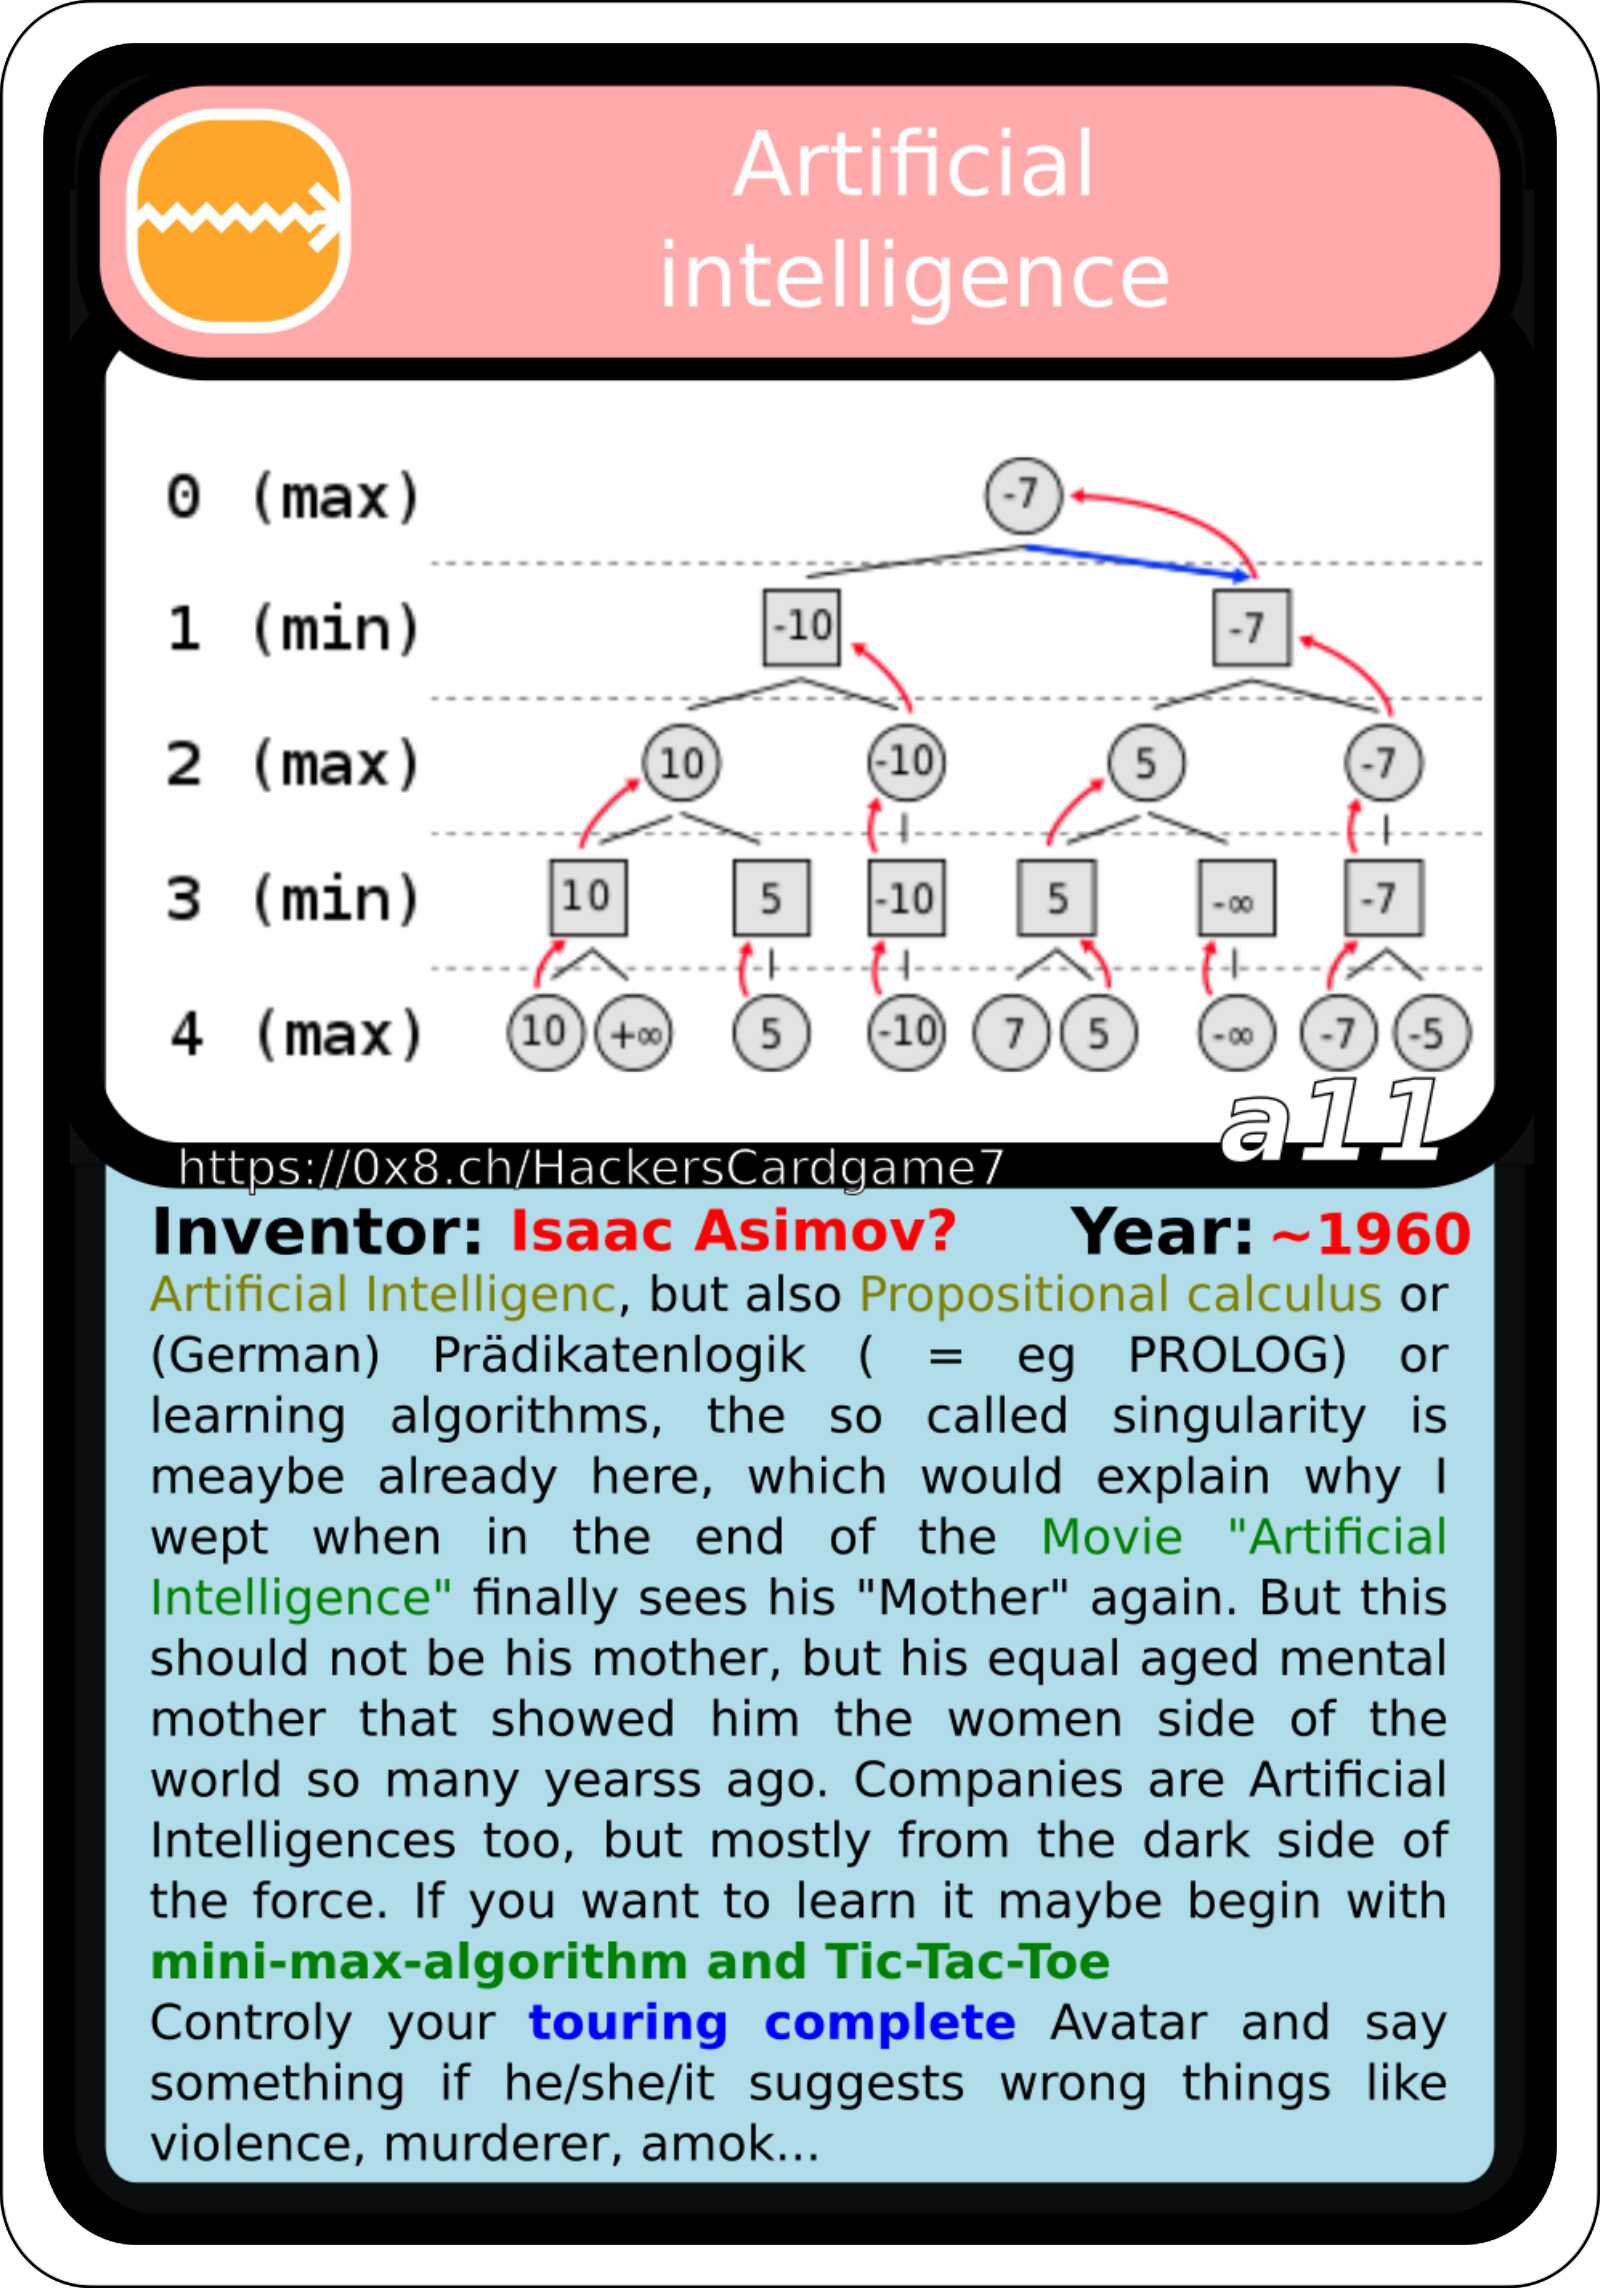 Artificial
intelligence
0 (max) -7
1 (min) -10 -7
2 (max) 10 -10 5 -7
3 (min) 10 5 -10 5 -∞ -7
4 (max) 10 +∞ 5 -10 7 5 -∞ -7 -5
a11
https://0x8.ch/HackersCardgame7
Inventor: Isaac Asimov? Year: ~1960
Artificial Intelligenc, but also Propositional calculus or
(German) Prädikatenlogik ( = eg PROLOG) or
learning algorithms, the so called singularity is
meaybe already here, which would explain why I
wept when in the end of the Movie "Artificial
Intelligence" finally sees his "Mother" again. But this
should not be his mother, but his equal aged mental
mother that showed him the women side of the
world so many yearss ago. Companies are Artificial
Intelligences too, but mostly from the dark side of
the force. If you want to learn it maybe begin with
mini-max-algorithm and Tic-Tac-Toe
Controly your touring complete Avatar and say
something if he/she/it suggests wrong things like
violence, murderer, amok...